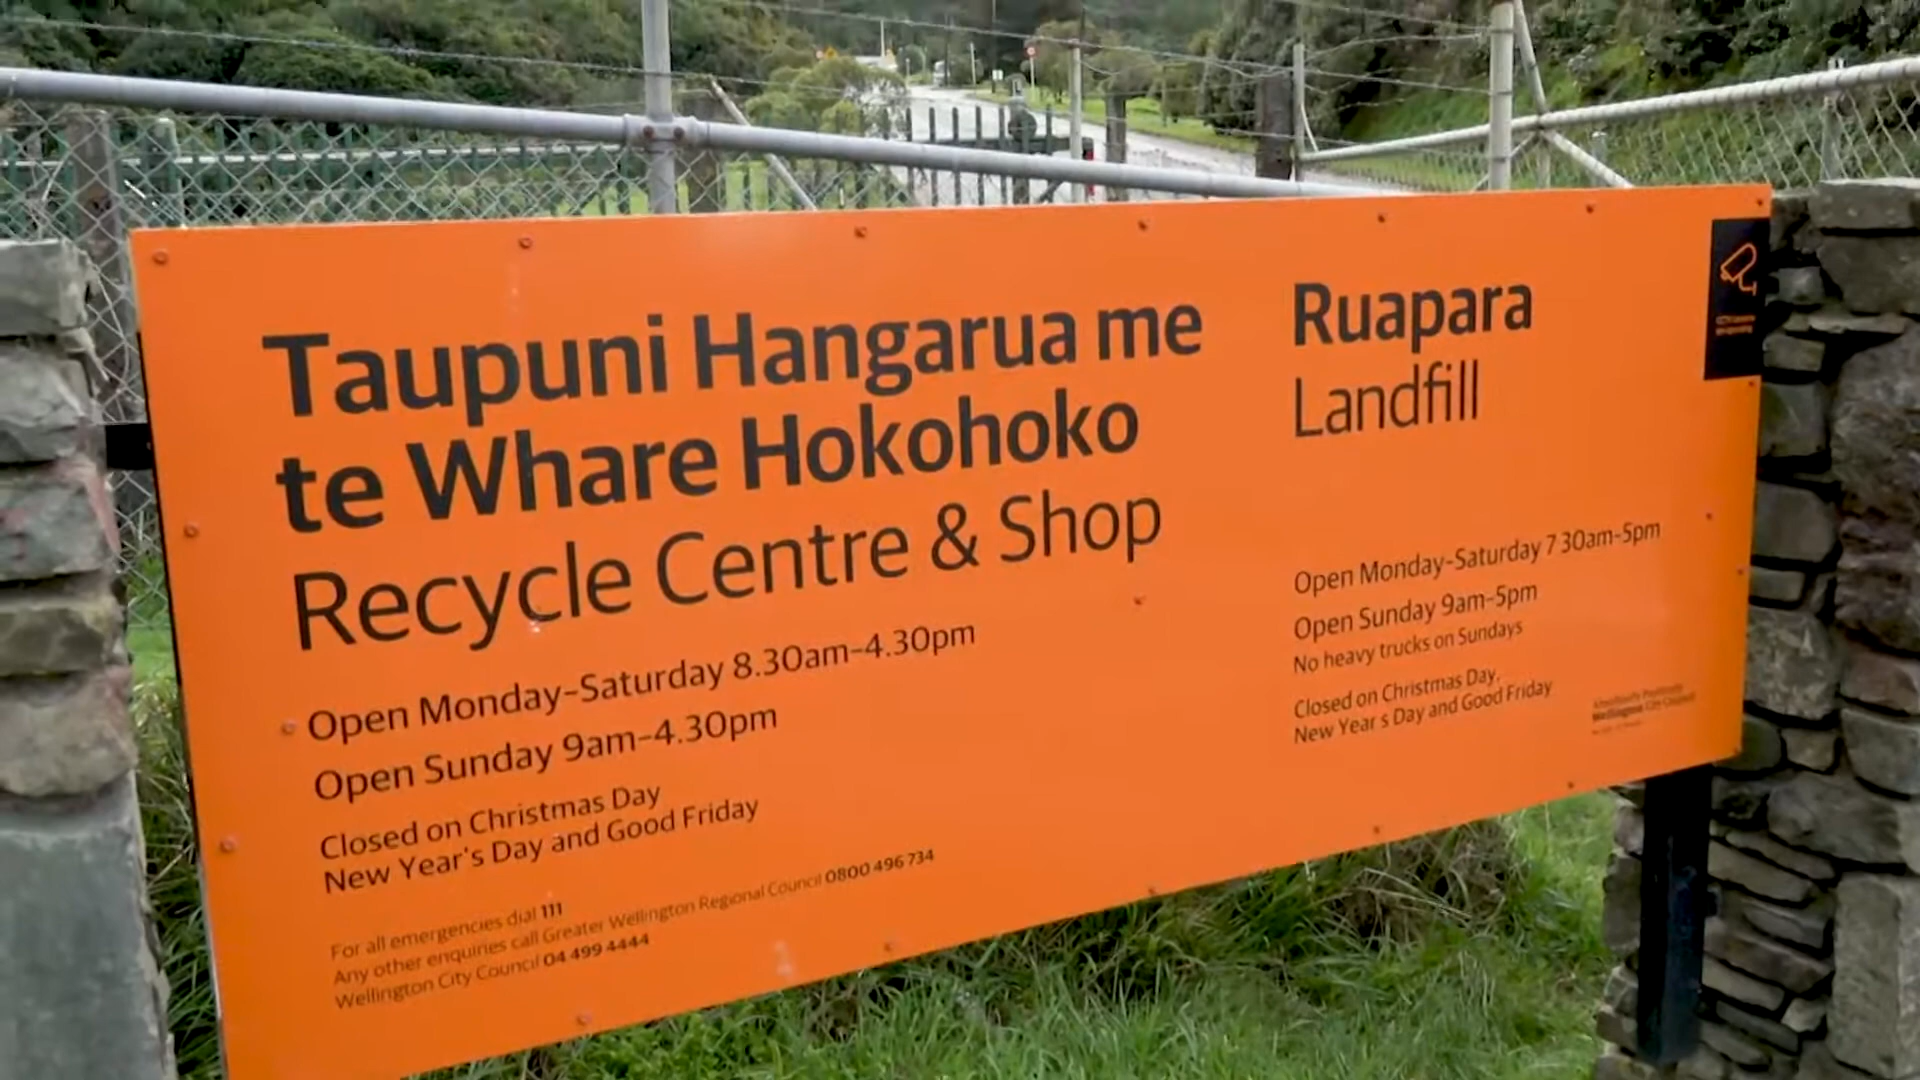 Taupuni Hangarua me
te Whare Hokohoko
Recycle Centre & Shop
Open Monday–Saturday 8.30am–4.30pm
Open Sunday 9am–4.30pm
Closed on Christmas Day
New Year's Day and Good Friday
For all emergencies dial 111
Any other enquiries call Greater Wellington Regional Council 0800 496 734
Wellington City Council 04 499 4444
Ruapara
Landfill
Open Monday–Saturday 7 30am–5pm
Open Sunday 9am–5pm
No heavy trucks on Sundays
Closed on Christmas Day,
New Year s Day and Good Friday
Wellington City Council